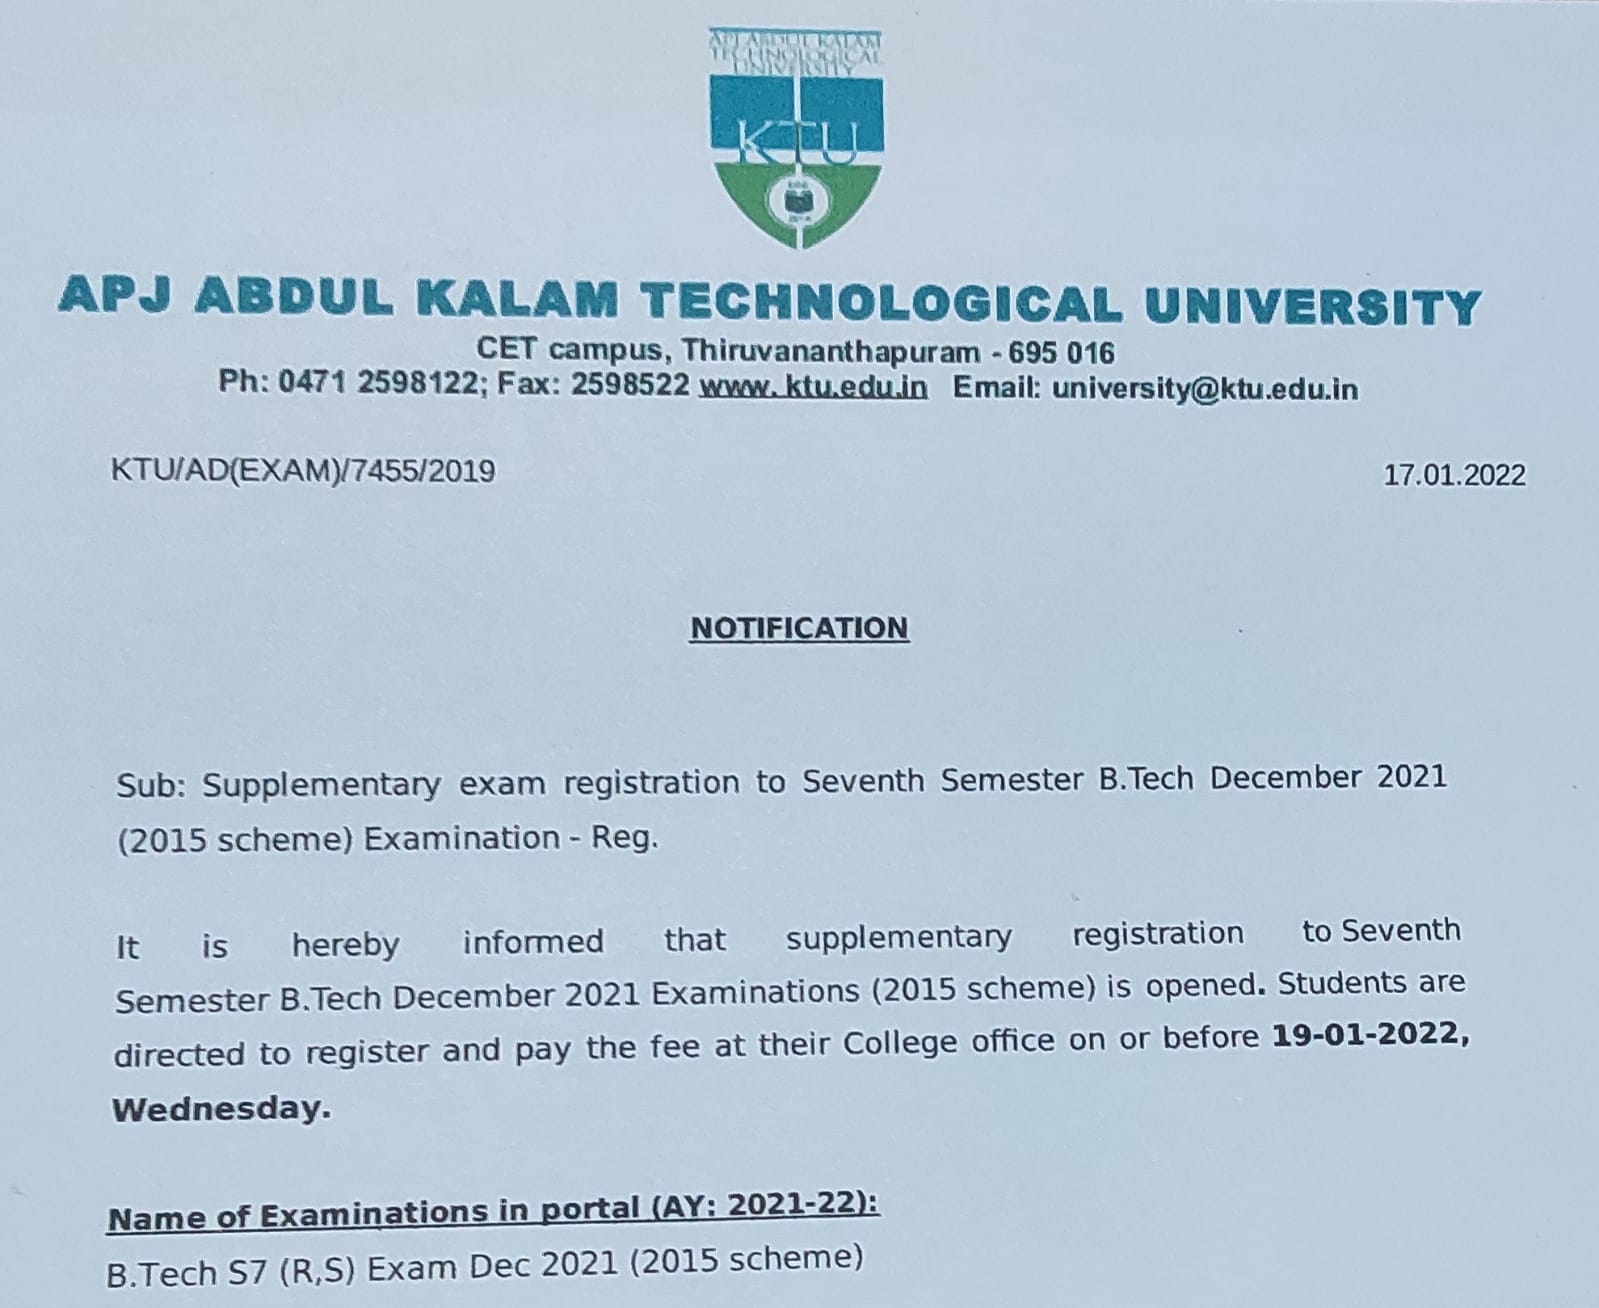 APJ ABDUL KALAM
TECHNOLOGICAL
UNIVERSITY
KTU
APJ ABDUL KALAM TECHNOLOGICAL UNIVERSITY
CET campus, Thiruvananthapuram - 695 016
Ph: 0471 2598122; Fax: 2598522 www. ktu.edu.in Email: university@ktu.edu.in
KTU/AD(EXAM)/7455/2019 17.01.2022
NOTIFICATION
Sub: Supplementary exam registration to Seventh Semester B.Tech December 2021
(2015 scheme) Examination - Reg.
It is hereby informed that supplementary registration to Seventh
Semester B.Tech December 2021 Examinations (2015 scheme) is opened. Students are
directed to register and pay the fee at their College office on or before 19-01-2022,
Wednesday.
Name of Examinations in portal (AY: 2021-22):
B.Tech S7 (R,S) Exam Dec 2021 (2015 scheme)